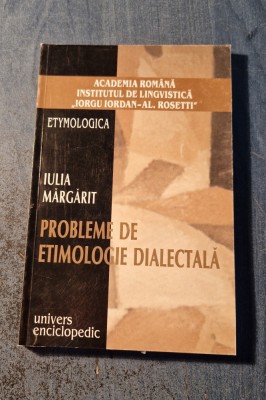 ACADEMIA ROMÂNĂ
INSTITUTUL DE LINGVISTICĂ
„IORGU IORDAN-AL. ROSETTI”
ETYMOLOGICA
IULIA
MĂRGĂRIT
PROBLEME DE
ETIMOLOGIE DIALECTALĂ
univers
enciclopedic